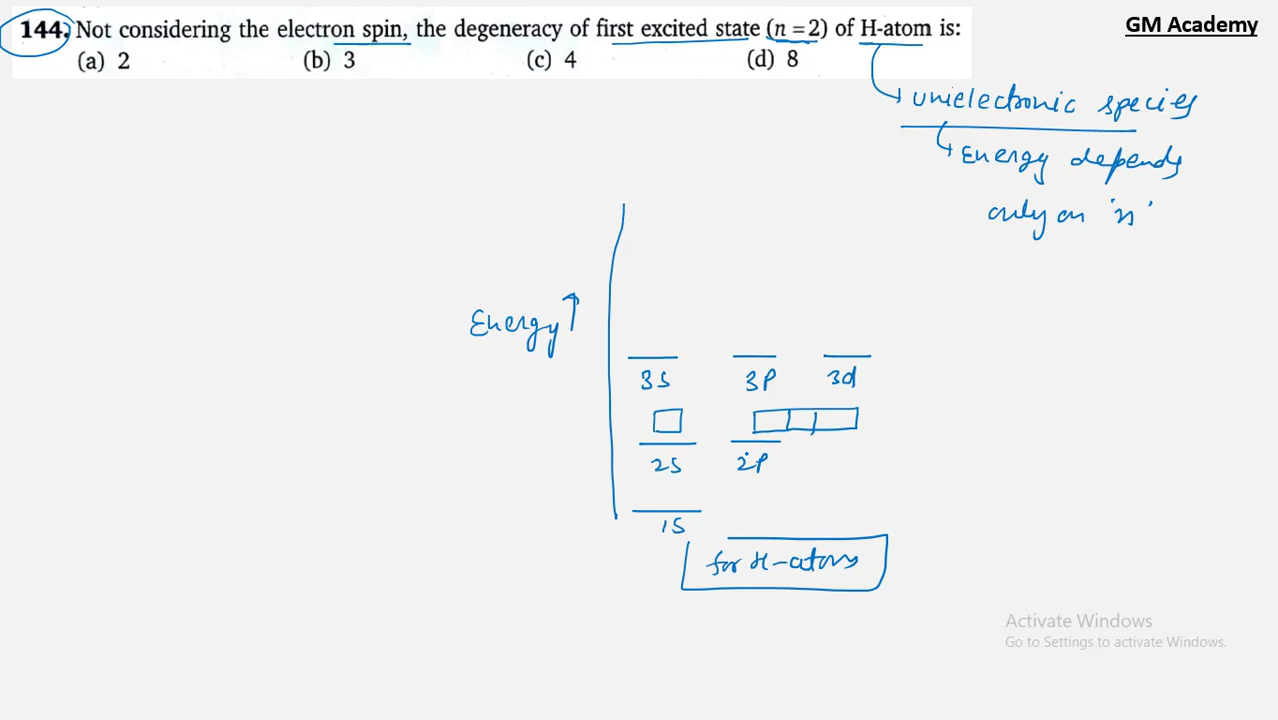 144. Not considering the electron spin, the degeneracy of first excited state (n = 2) of H-atom is:
(a) 2 (b) 3 (c) 4 (d) 8
GM Academy
unielectronic species
Energy depends
only on 'n'
Energy ↑
3s 3p 3d
2s 2p
1s
for H-atom
Activate Windows
Go to Settings to activate Windows.